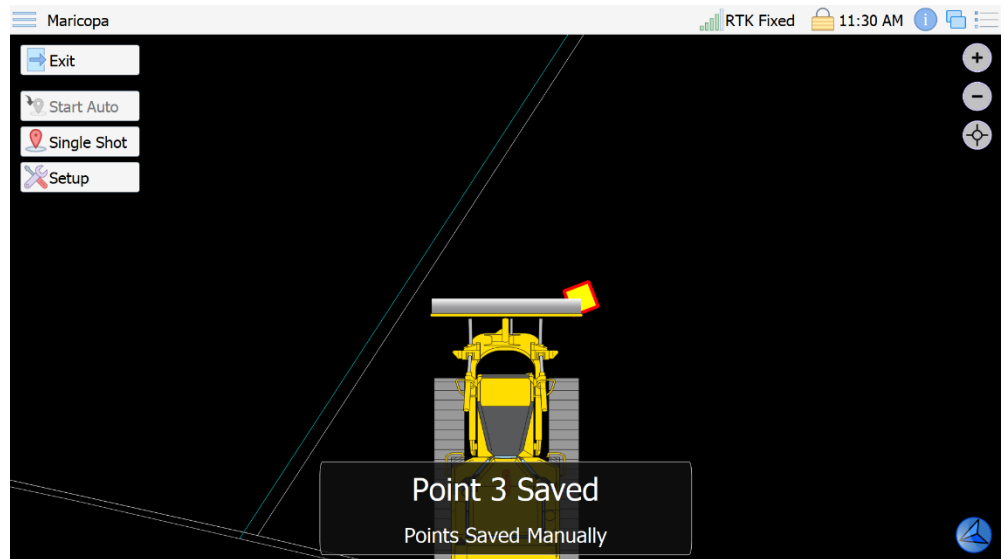 Maricopa
RTK Fixed
11:30 AM
Exit
Start Auto
Single Shot
Setup
Point 3 Saved
Points Saved Manually